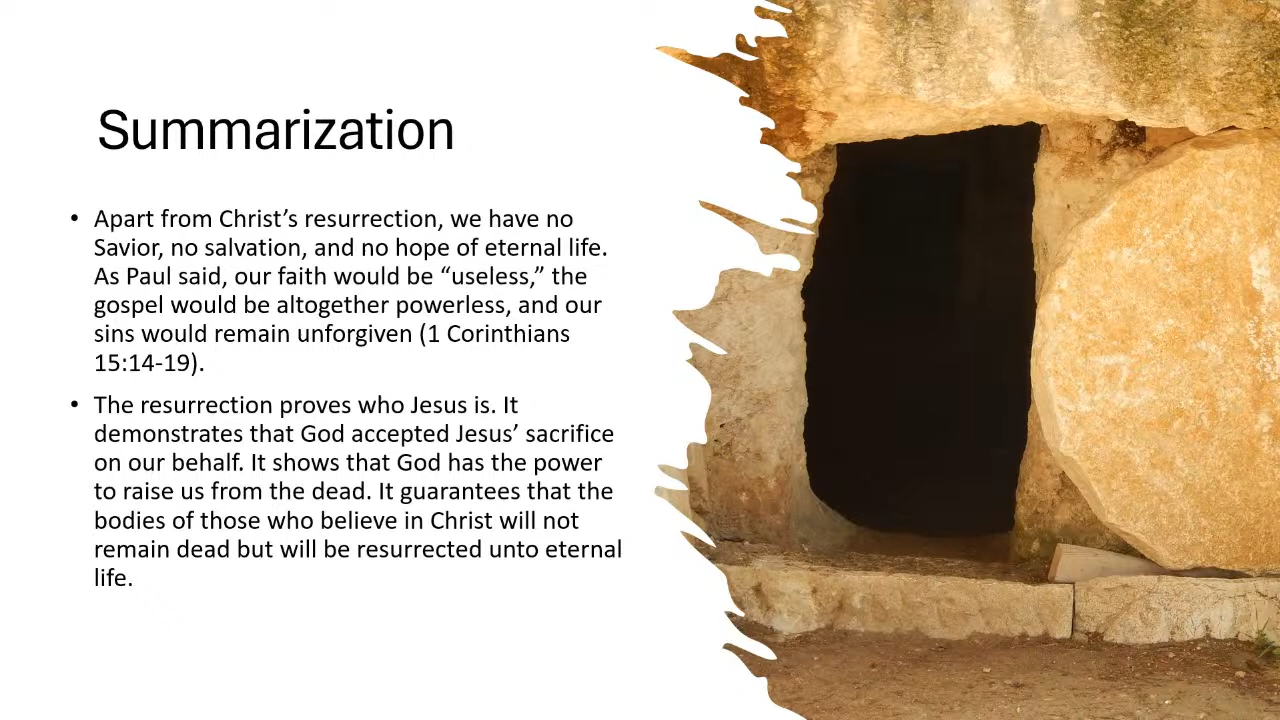 Summarization
• Apart from Christ’s resurrection, we have no
Savior, no salvation, and no hope of eternal life.
As Paul said, our faith would be “useless,” the
gospel would be altogether powerless, and our
sins would remain unforgiven (1 Corinthians
15:14-19).
• The resurrection proves who Jesus is. It
demonstrates that God accepted Jesus’ sacrifice
on our behalf. It shows that God has the power
to raise us from the dead. It guarantees that the
bodies of those who believe in Christ will not
remain dead but will be resurrected unto eternal
life.